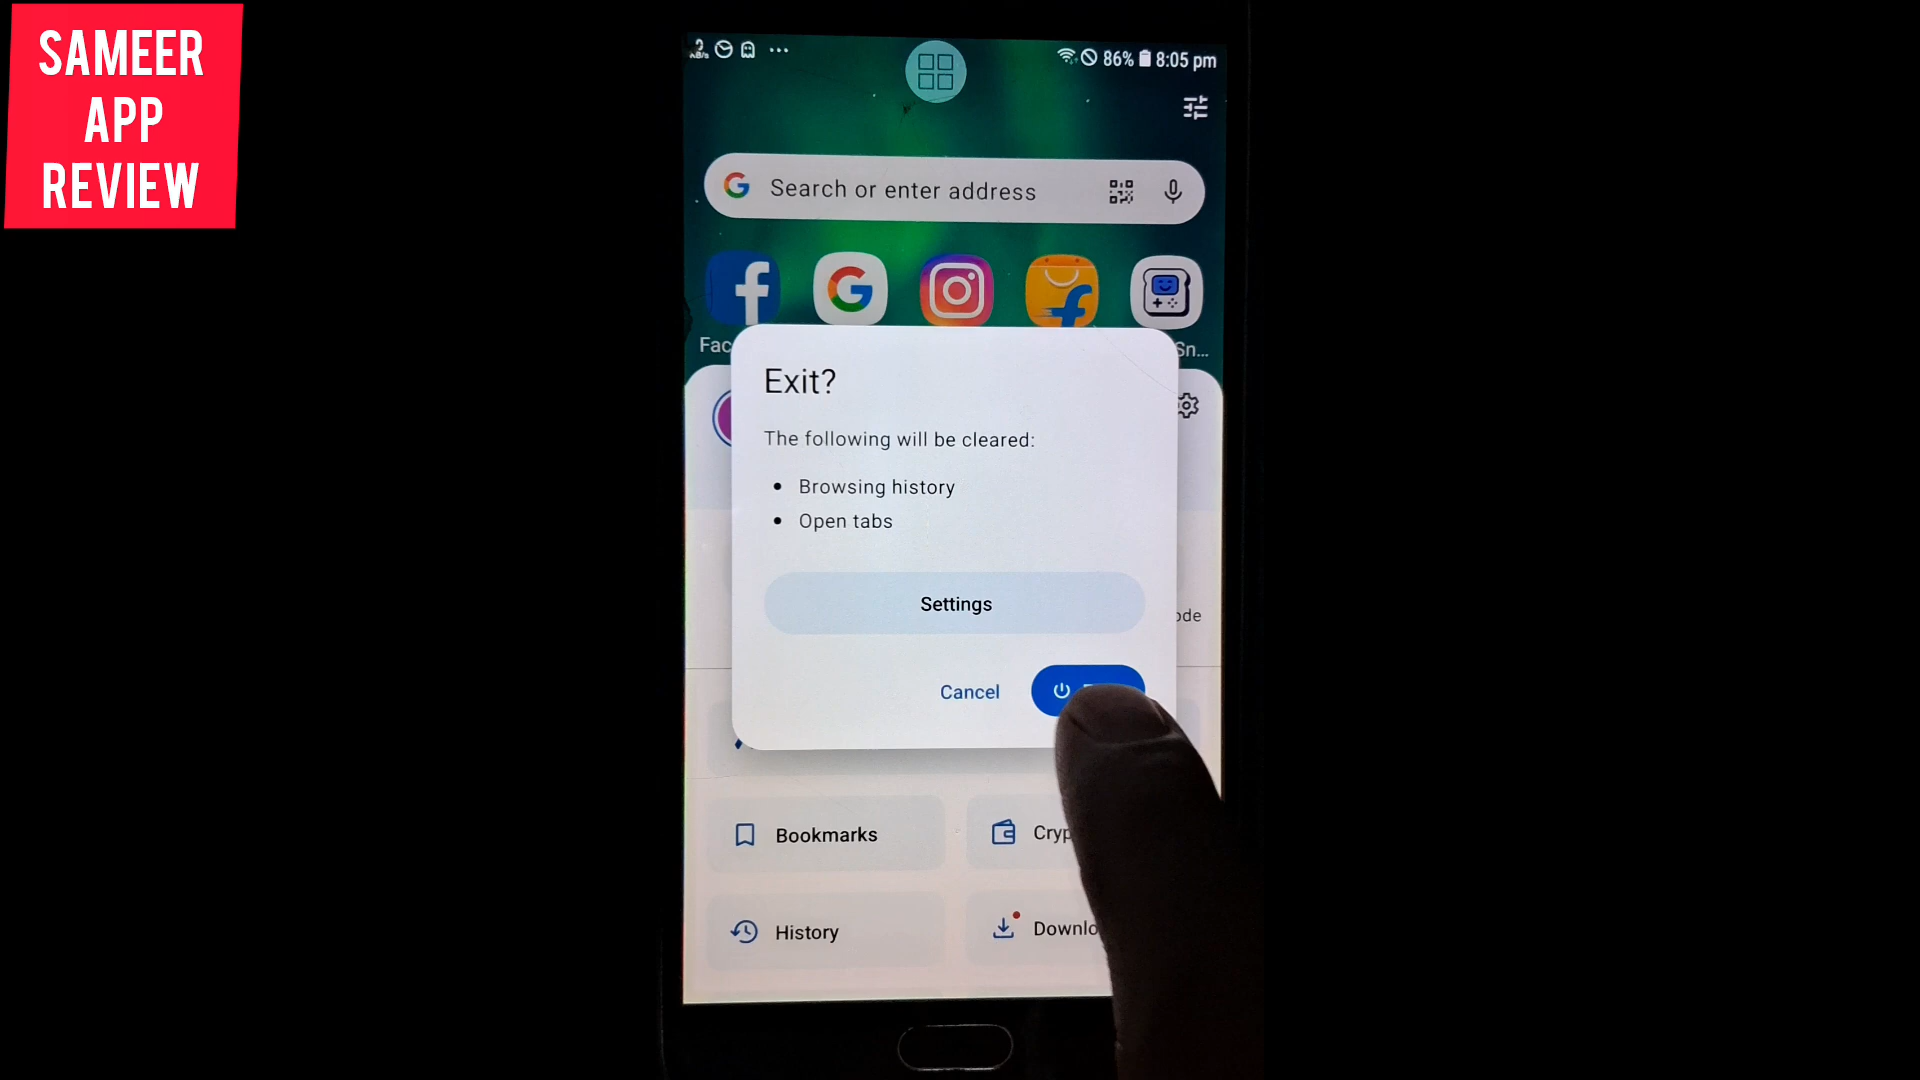 SAMEER
APP
REVIEW
86% 8:05 pm
Search or enter address
Exit?
The following will be cleared:
• Browsing history
• Open tabs
Settings
Cancel
Bookmarks
History